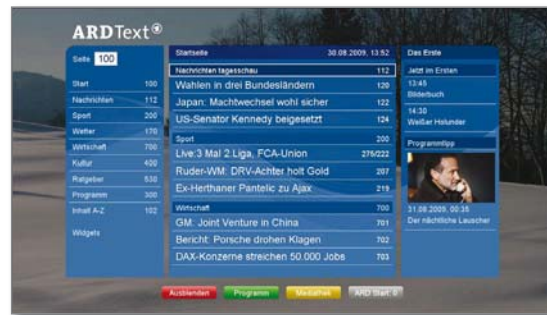 ARDText
Seite 100
Start 100
Nachrichten 112
Sport 200
Wetter 170
Wirtschaft 700
Kultur 400
Ratgeber 530
Programm 300
Inhalt A-Z 102
Widgets
Startseite 30.08.2009, 13:52
Nachrichten tagesschau 112
Wahlen in drei Bundesländern 120
Japan: Machtwechsel wohl sicher 122
US-Senator Kennedy beigesetzt 124
Sport 200
Live:3 Mal 2.Liga, FCA-Union 275/222
Ruder-WM: DRV-Achter holt Gold 207
Ex-Herthaner Pantelic zu Ajax 219
Wirtschaft 700
GM: Joint Venture in China 701
Bericht: Porsche drohen Klagen 702
DAX-Konzerne streichen 50.000 Jobs 703
Das Erste
Jetzt im Ersten
13:45
Bilderbuch
14:30
Weißer Holunder
Programmtipp
31.08.2009, 00:35
Der nächtliche Lauscher
Ausblenden
Programm
Mediathek
ARD Start: 0